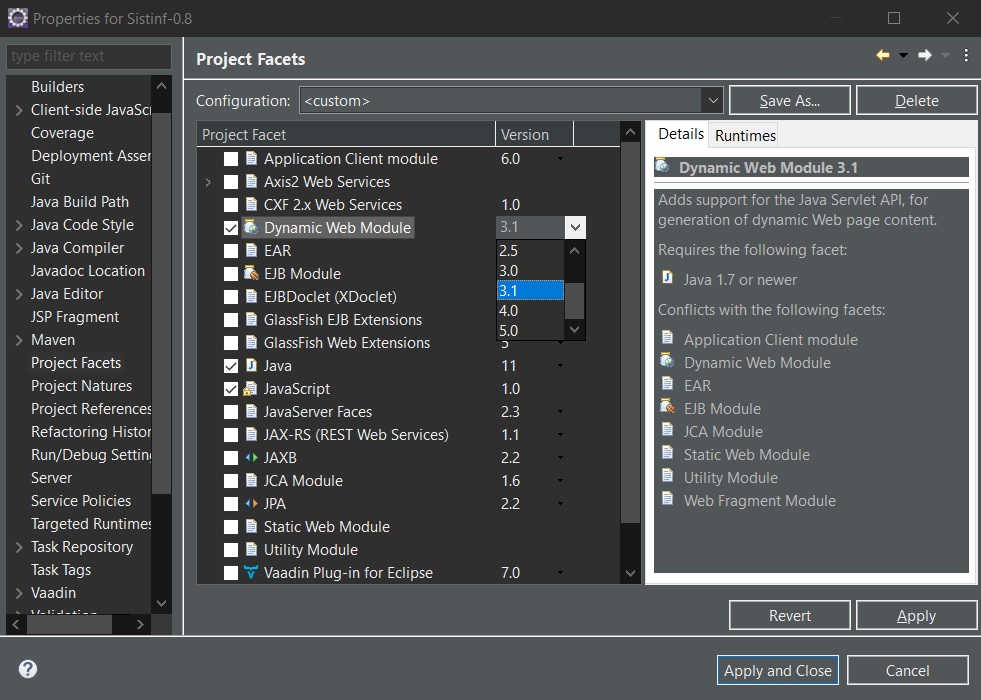 Properties for Sistinf-0.8
type filter text
Builders
Client-side JavaScr
Coverage
Deployment Assem
Git
Java Build Path
Java Code Style
Java Compiler
Javadoc Location
Java Editor
JSP Fragment
Maven
Project Facets
Project Natures
Project References
Refactoring Histor
Run/Debug Setting
Server
Service Policies
Targeted Runtimes
Task Repository
Task Tags
Vaadin
Validation
Project Facets
Configuration: <custom>
Save As...
Delete
Project Facet Version
Application Client module 6.0
Axis2 Web Services
CXF 2.x Web Services 1.0
Dynamic Web Module 3.1
EAR
EJB Module
EJBDoclet (XDoclet)
GlassFish EJB Extensions
GlassFish Web Extensions 5
2.5
3.0
3.1
4.0
5.0
Java 11
JavaScript 1.0
JavaServer Faces 2.3
JAX-RS (REST Web Services) 1.1
JAXB 2.2
JCA Module 1.6
JPA 2.2
Static Web Module
Utility Module
Vaadin Plug-in for Eclipse 7.0
Details Runtimes
Dynamic Web Module 3.1
Adds support for the Java Servlet API, for
generation of dynamic Web page content.
Requires the following facet:
Java 1.7 or newer
Conflicts with the following facets:
Application Client module
Dynamic Web Module
EAR
EJB Module
JCA Module
Static Web Module
Utility Module
Web Fragment Module
Revert
Apply
?
Apply and Close
Cancel